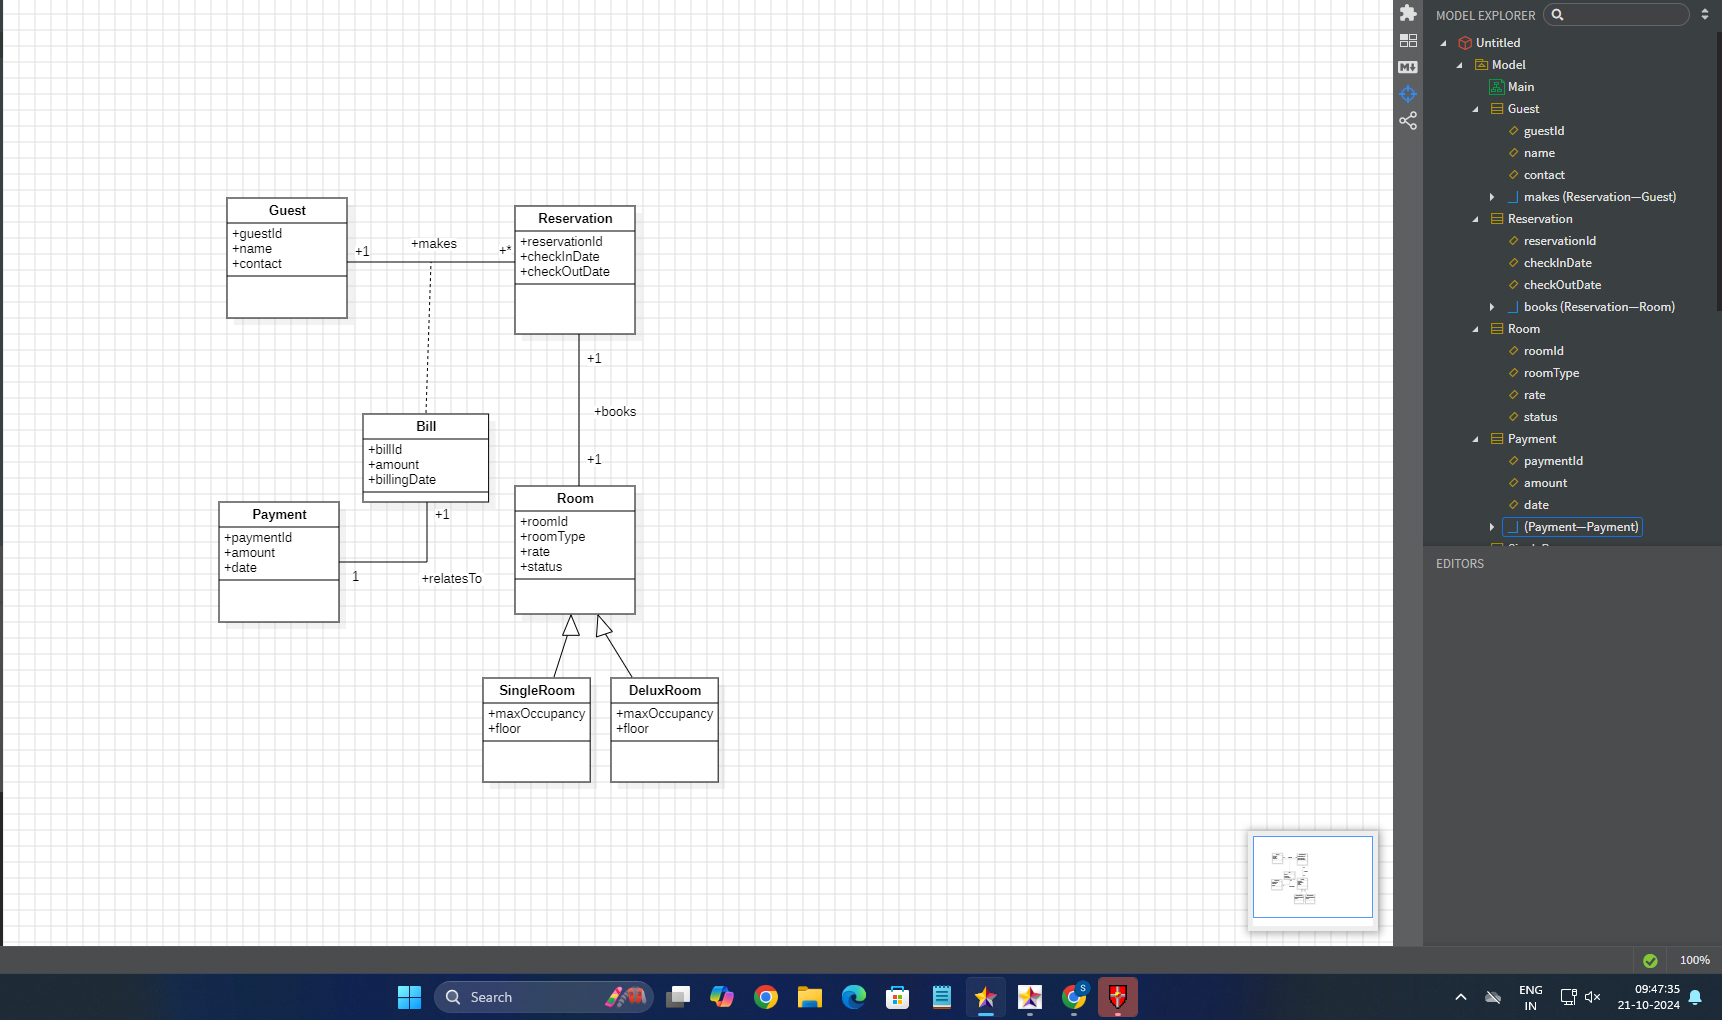 Guest
+guestId
+name
+contact
+1
+makes
+*
Reservation
+reservationId
+checkInDate
+checkOutDate
+1
+books
+1
Bill
+billId
+amount
+billingDate
+1
Payment
+paymentId
+amount
+date
1
+relatesTo
Room
+roomId
+roomType
+rate
+status
SingleRoom
+maxOccupancy
+floor
DeluxRoom
+maxOccupancy
+floor
MODEL EXPLORER
Untitled
Model
Main
Guest
guestId
name
contact
makes (Reservation—Guest)
Reservation
reservationId
checkInDate
checkOutDate
books (Reservation—Room)
Room
roomId
roomType
rate
status
Payment
paymentId
amount
date
(Payment—Payment)
EDITORS
100%
Search
ENG
IN
09:47:35
21-10-2024